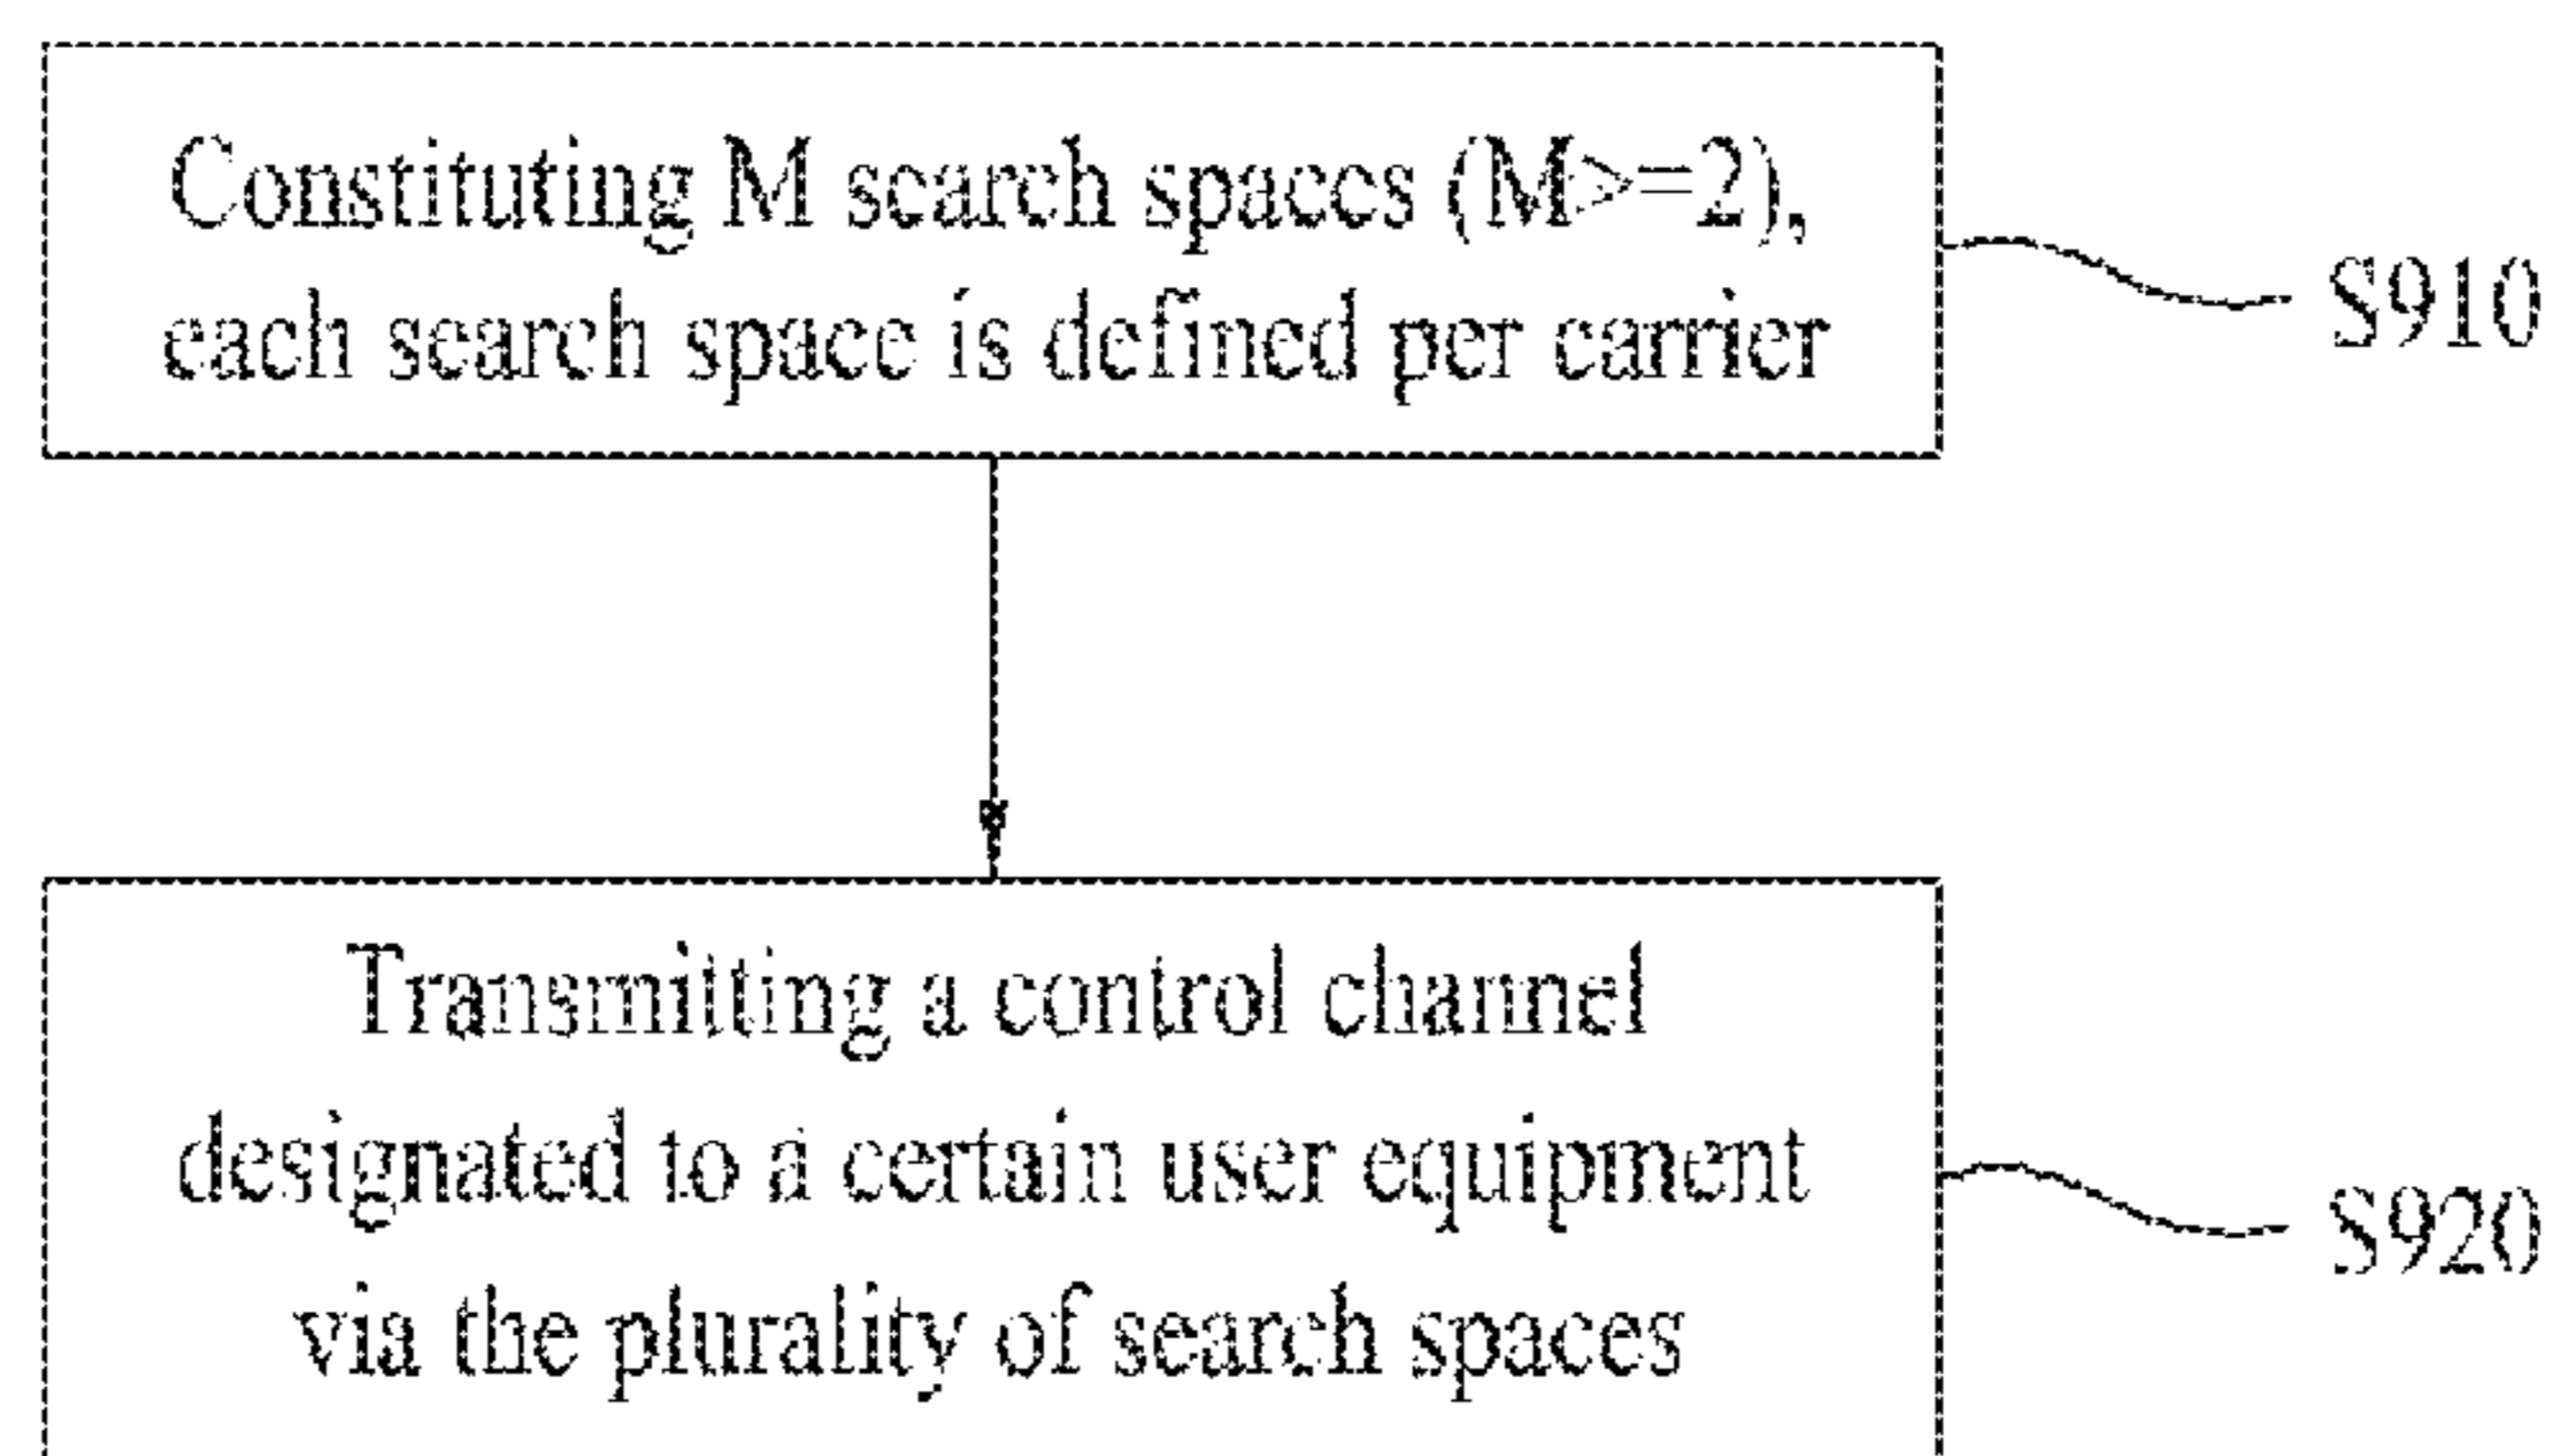 Constituting M search spaces (M>=2),
each search space is defined per carrier
S910
Transmitting a control channel
designated to a certain user equipment
via the plurality of search spaces
S920